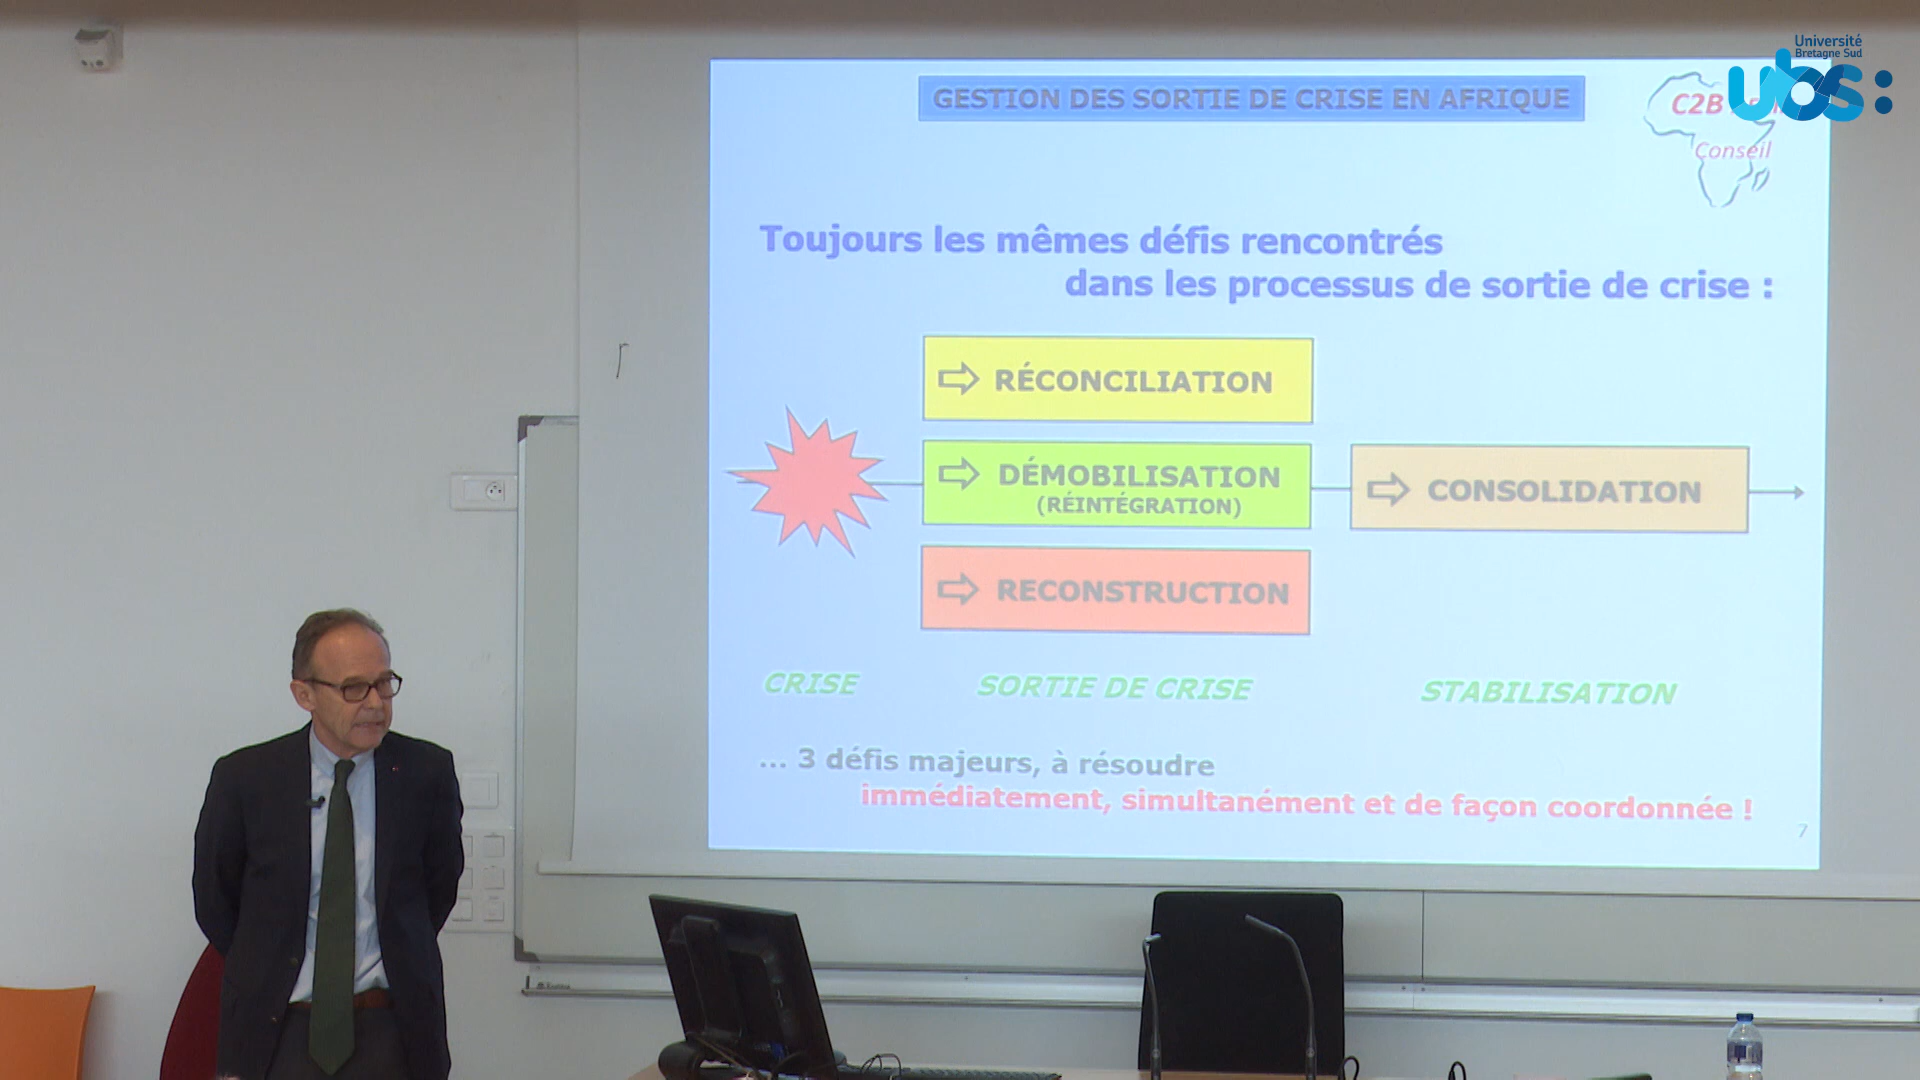 Université
Bretagne Sud
ubs:
GESTION DES SORTIE DE CRISE EN AFRIQUE
C2B
Conseil
Toujours les mêmes défis rencontrés
dans les processus de sortie de crise :
RÉCONCILIATION
DÉMOBILISATION
(RÉINTÉGRATION)
CONSOLIDATION
RECONSTRUCTION
CRISE SORTIE DE CRISE STABILISATION
... 3 défis majeurs, à résoudre
immédiatement, simultanément et de façon coordonnée !
7